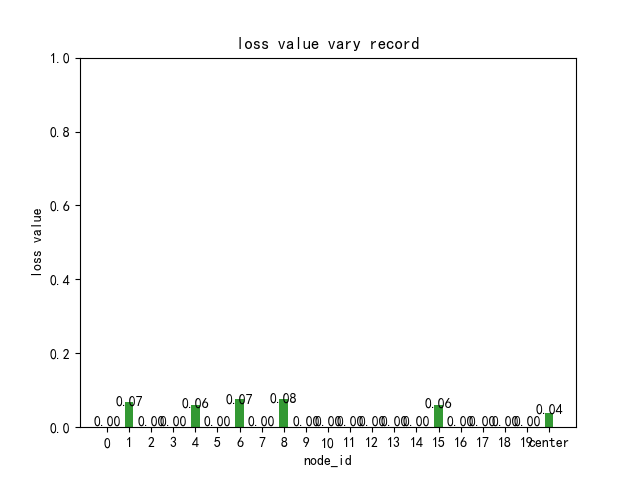 loss value vary record
loss value
1.0
0.8
0.6
0.4
0.2
0.0
0.00 0.07 0.00 0.00 0.06 0.00 0.07 0.00 0.08 0.00 0.00 0.00 0.00 0.00 0.00 0.06 0.00 0.00 0.00 0.00 0.04
0 1 2 3 4 5 6 7 8 9 10 11 12 13 14 15 16 17 18 19 center
node_id